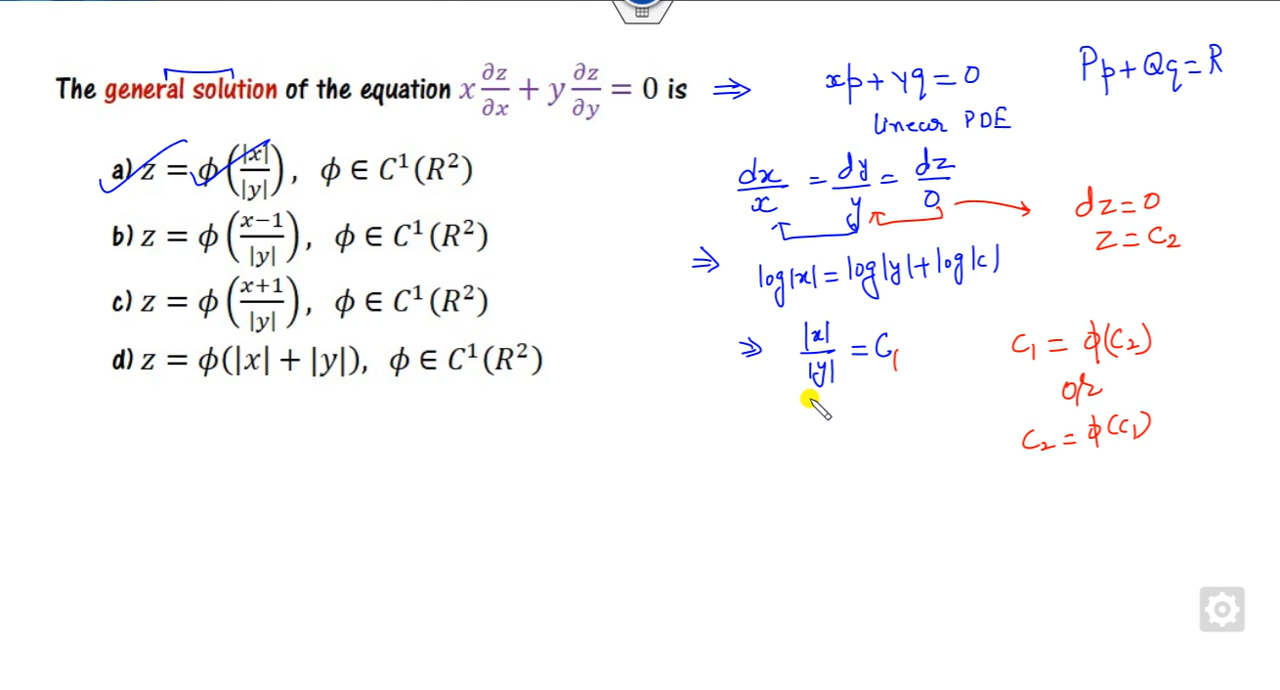 The general solution of the equation x ∂z/∂x + y ∂z/∂y = 0 is ⇒ xp + yq = 0 Pp + Qq = R
linear PDE
a) z = ϕ(|x|/|y|), ϕ ∈ C¹(R²)
dx/x = dy/y = dz/0
dz = 0
b) z = ϕ((x−1)/|y|), ϕ ∈ C¹(R²)
z = C₂
⇒ log|x| = log|y| + log|c|
c) z = ϕ((x+1)/|y|), ϕ ∈ C¹(R²)
⇒ |x|/|y| = C₁
C₁ = ϕ(C₂)
d) z = ϕ(|x| + |y|), ϕ ∈ C¹(R²)
or
C₂ = ϕ(C₁)